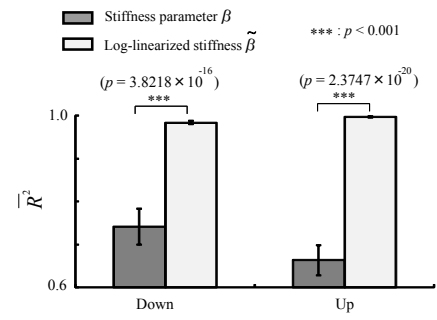 Stiffness parameter β
Log-linearized stiffness β̃
*** : p < 0.001
(p = 3.8218 × 10⁻¹⁶)
(p = 2.3747 × 10⁻²⁰)
***
***
1.0
R̅²
0.6
Down
Up